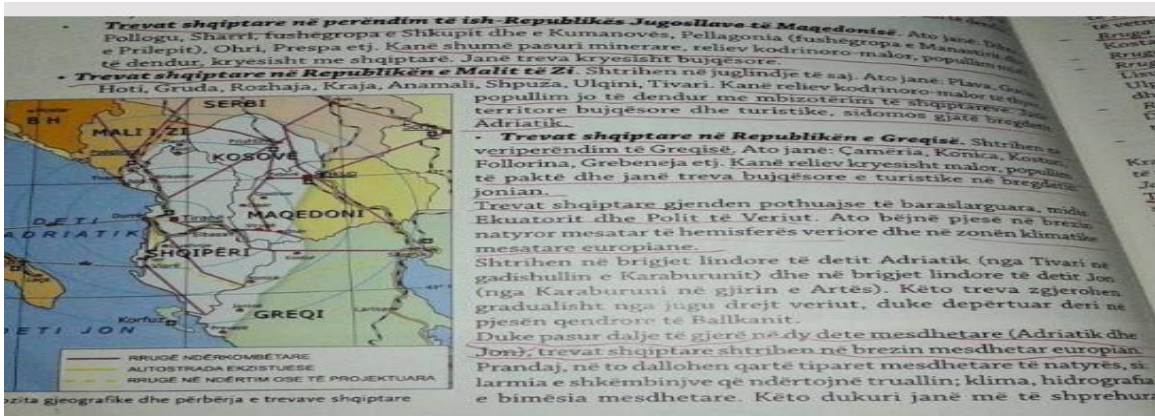 • Trevat shqiptare në perëndim të ish-Republikës Jugosllave të Maqedonisë. Ato janë:
Pollogu, Sharri, fushëgropa e Shkupit dhe e Kumanovës, Pellagonia (fushëgropa e Manastirit dhe
e Prilepit), Ohri, Prespa etj. Kanë shumë pasuri minerare, reliev kodrinoro-malor, popullim
të dendur, kryesisht me shqiptarë. Janë treva kryesisht bujqësore.
• Trevat shqiptare në Republikën e Malit të Zi. Shtrihen në juglindje të saj. Ato janë: Plava,
Hoti, Gruda, Rozhaja, Kraja, Anamali, Shpuza, Ulqini, Tivari. Kanë reliev kodrinoro-malor
popullim jo të dendur me mbizotërim të shqiptarëve.
territore bujqësore dhe turistike, sidomos gjatë bregdetit
Adriatik.
Trevat shqiptare në Republikën e Greqisë. Shtrihen në
veriperëndim të Greqisë. Ato janë: Çamëria, Konica, Kosturi,
Follorina, Grebeneja etj. Kanë reliev kryesisht malor, popullim
të paktë dhe janë treva bujqësore e turistike në bregdetin
jonian.
Trevat shqiptare gjenden pothuajse të baraslarguara, midis
Ekuatorit dhe Polit të Veriut. Ato bëjnë pjesë në brezin
natyror mesatar të hemisferës veriore dhe në zonën klimatike
mesatare europiane.
Shtrihen në brigjet lindore të detit Adriatik (nga Tivari në
gadishullin e Karaburunit) dhe në brigjet lindore të detit Jon
(nga Karaburuni në gjirin e Artës). Këto treva zgjerohen
gradualisht nga jugu drejt veriut, duke depërtuar deri në
pjesën qendrore të Ballkanit.
Duke pasur dalje të gjerë në dy dete mesdhetare (Adriatik dhe
Jon), trevat shqiptare shtrihen në brezin mesdhetar europian.
Prandaj, në to dallohen qartë tiparet mesdhetare të natyrës, si:
larmia e shkëmbinjve që ndërtojnë truallin; klima, hidrografia
e bimësia mesdhetare. Këto dukuri janë më të shprehura
SERBI
B H
MALI I ZI
KOSOVË
DETI
ADRIATIK
Tirana
MAQEDONI
SHQIPËRI
Korfuz
GREQI
DETI JON
RRUGË NDËRKOMBËTARE
AUTOSTRADA EKZISTUESE
RRUGË NË NDËRTIM OSE TË PROJEKTUARA
ozita gjeografike dhe përbërja e trevave shqiptare